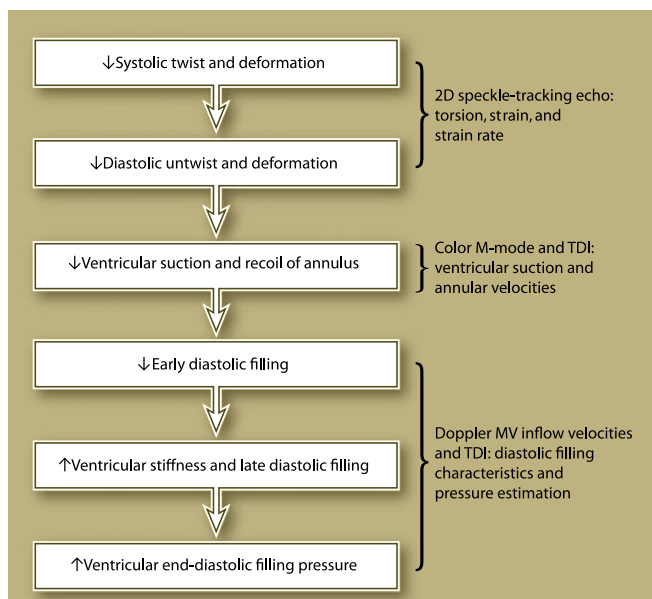 ↓Systolic twist and deformation
2D speckle-tracking echo:
torsion, strain, and
strain rate
↓Diastolic untwist and deformation
↓Ventricular suction and recoil of annulus
Color M-mode and TDI:
ventricular suction and
annular velocities
↓Early diastolic filling
Doppler MV inflow velocities
and TDI: diastolic filling
characteristics and
pressure estimation
↑Ventricular stiffness and late diastolic filling
↑Ventricular end-diastolic filling pressure